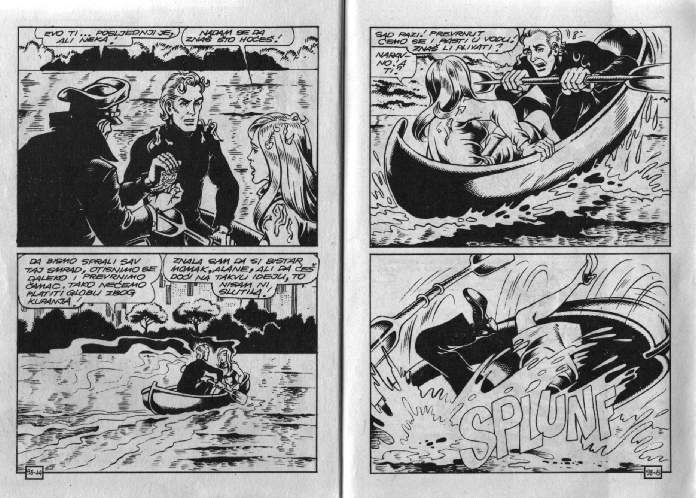 EVO TI... POSLJEDNJI JE,
ALI NEKA!
NADAM SE DA
ZNAŠ ŠTO HOĆEŠ!
DA BISMO SPRALI SAV
TAJ SMRAD, OTISNIMO SE
DALEKO I PREVRNIMO
ČAMAC, TAKO NEĆEMO
PLATITI GLOBU ZBOG
KUPANJA!
ZNALA SAM DA SI BISTAR
MOMAK, ALANE, ALI DA ĆEŠ
DOĆI NA TAKVU IDEJU, TO
NISAM NI
SLUTILA!
SAD PAZI! PREVRNUT
ĆEMO SE I PASTI U VODU!
ZNAŠ LI PLIVATI?
NARAV
NO! A
TI?
SPLUNF